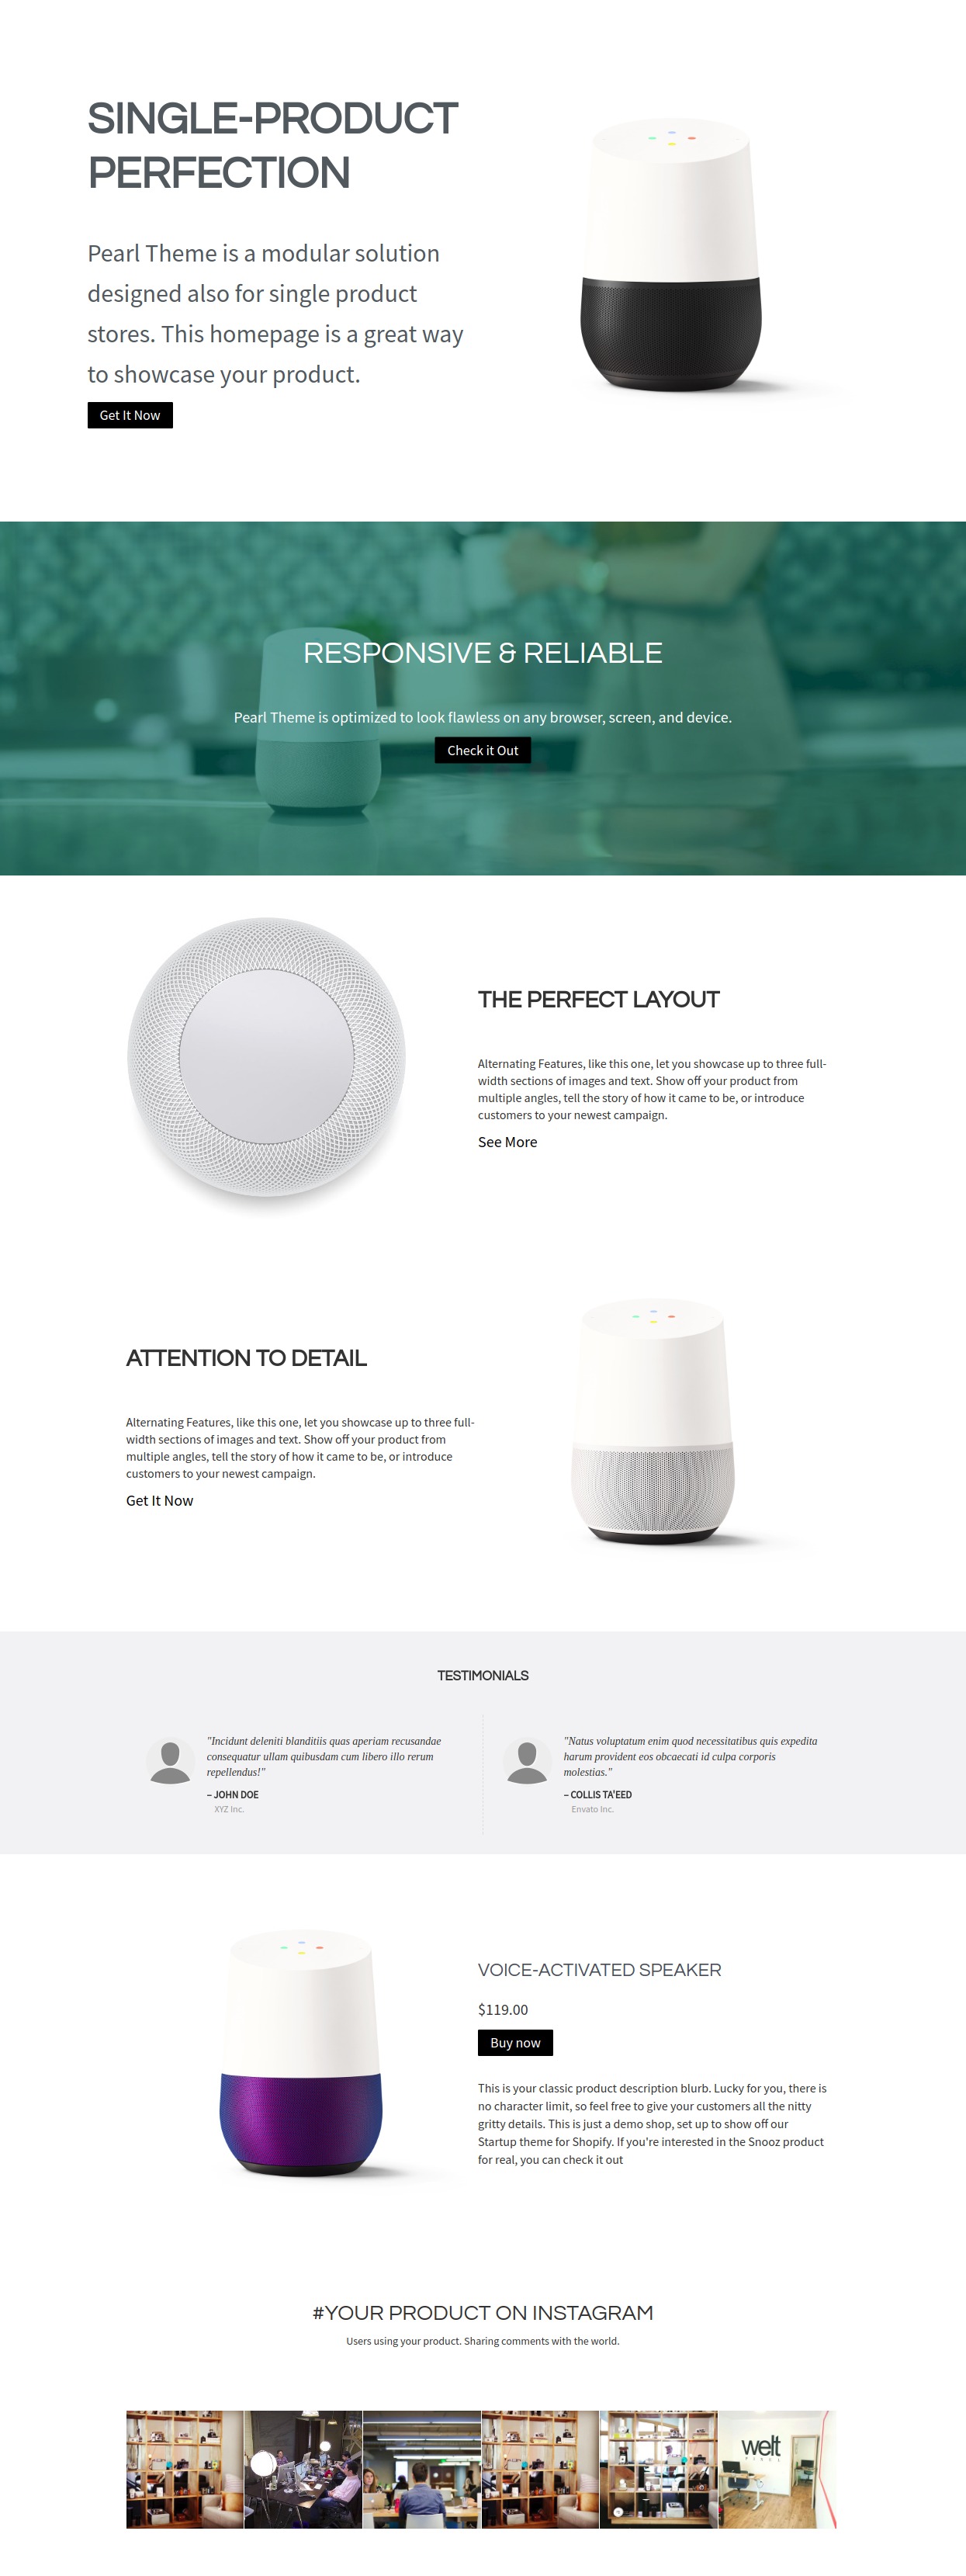 SINGLE-PRODUCT
PERFECTION
Pearl Theme is a modular solution
designed also for single product
stores. This homepage is a great way
to showcase your product.
Get It Now
RESPONSIVE & RELIABLE
Pearl Theme is optimized to look flawless on any browser, screen, and device.
Check it Out
THE PERFECT LAYOUT
Alternating Features, like this one, let you showcase up to three full-
width sections of images and text. Show off your product from
multiple angles, tell the story of how it came to be, or introduce
customers to your newest campaign.
See More
ATTENTION TO DETAIL
Alternating Features, like this one, let you showcase up to three full-
width sections of images and text. Show off your product from
multiple angles, tell the story of how it came to be, or introduce
customers to your newest campaign.
Get It Now
TESTIMONIALS
"Incidunt deleniti blanditiis quas aperiam recusandae
consequatur ullam quibusdam cum libero illo rerum
repellendus!"
– JOHN DOE
XYZ Inc.
"Natus voluptatum enim quod necessitatibus quis expedita
harum provident eos obcaecati id culpa corporis
molestias."
– COLLIS TA'EED
Envato Inc.
VOICE-ACTIVATED SPEAKER
$119.00
Buy now
This is your classic product description blurb. Lucky for you, there is
no character limit, so feel free to give your customers all the nitty
gritty details. This is just a demo shop, set up to show off our
Startup theme for Shopify. If you're interested in the Snooz product
for real, you can check it out
#YOUR PRODUCT ON INSTAGRAM
Users using your product. Sharing comments with the world.
welt